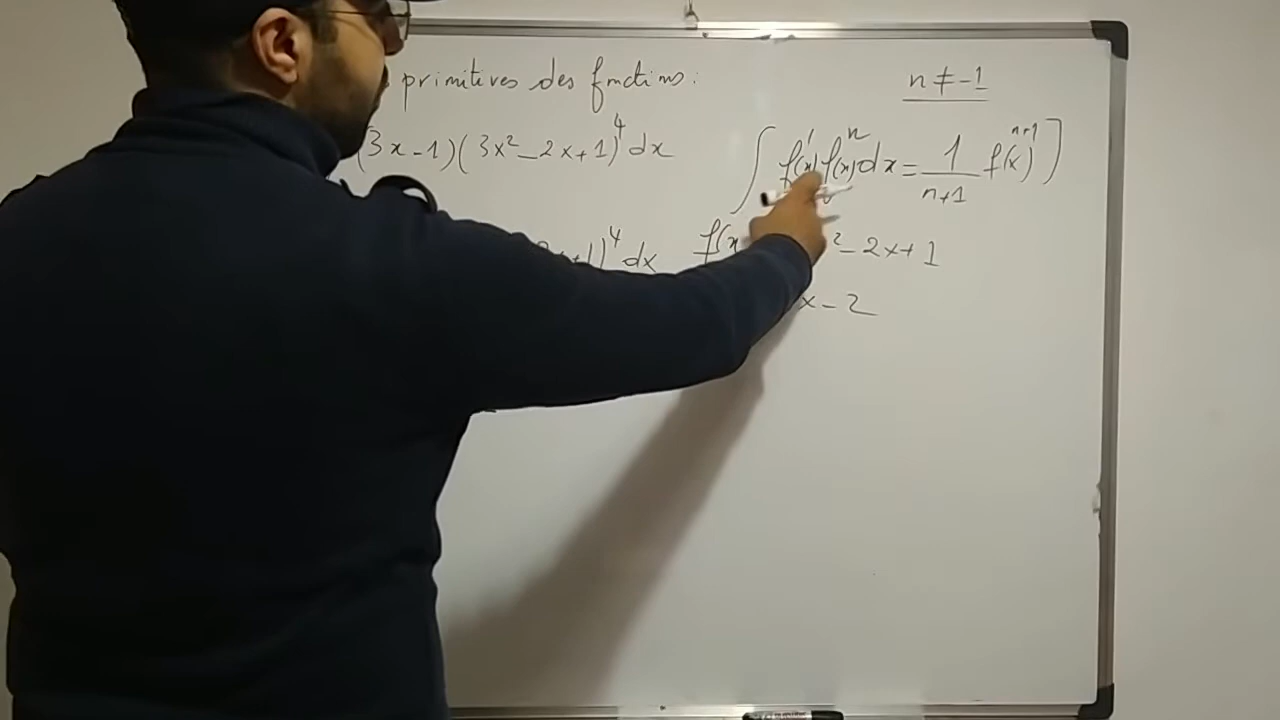 primitives des fonctions :
n ≠ -1
(3x-1)(3x²-2x+1)⁴ dx
∫ f'(x) f(x)ⁿ dx = 1/(n+1) f(x)ⁿ⁺¹ ]
x+1)⁴ dx
f(x ² - 2x + 1
x - 2